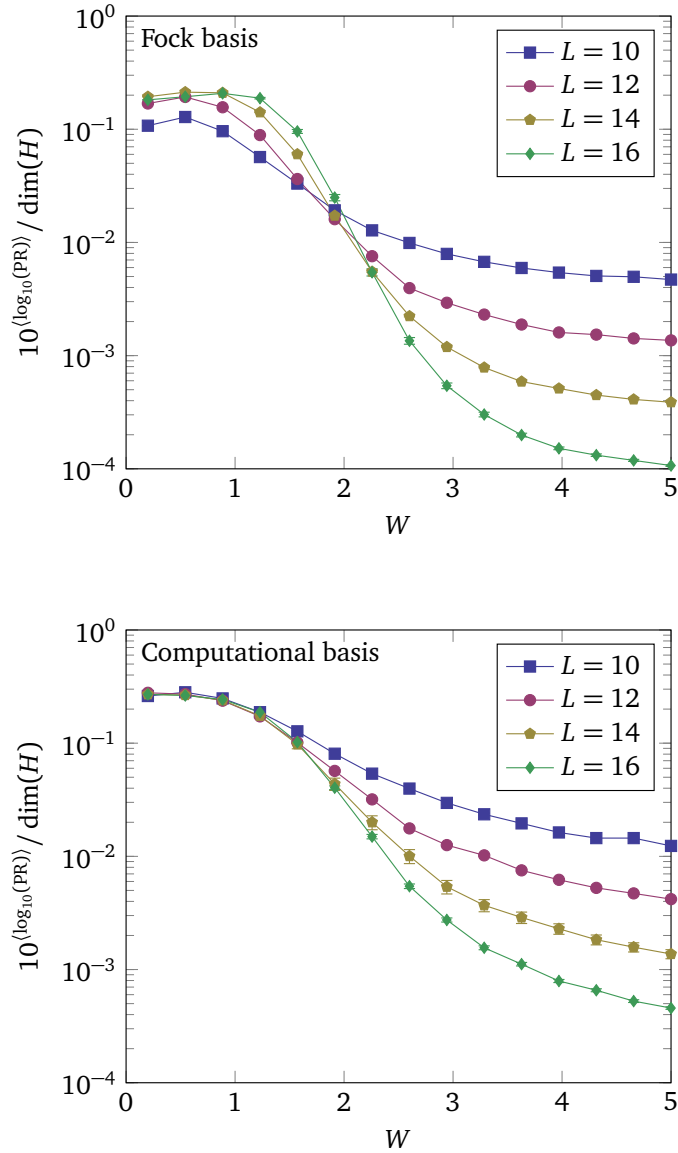 Fock basis
L = 10
L = 12
L = 14
L = 16
10^⟨log₁₀(PR)⟩ / dim(H)
10^0
10^−1
10^−2
10^−3
10^−4
0 1 2 3 4 5
W
Computational basis
L = 10
L = 12
L = 14
L = 16
10^⟨log₁₀(PR)⟩ / dim(H)
10^0
10^−1
10^−2
10^−3
10^−4
0 1 2 3 4 5
W